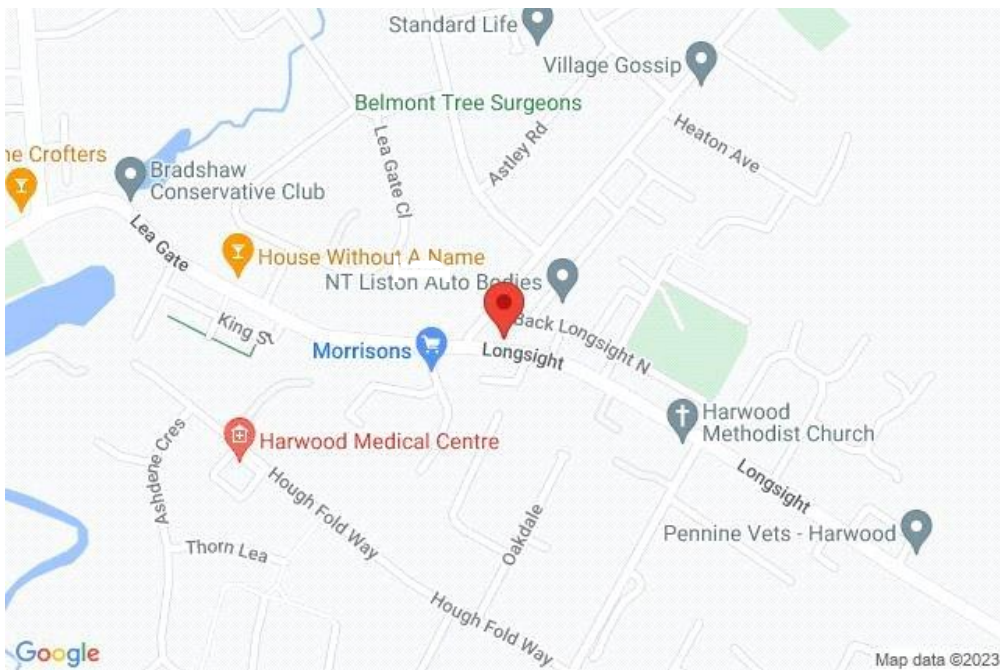 Standard Life
Village Gossip
Belmont Tree Surgeons
Heaton Ave
Astley Rd
Lea Gate Cl
Crofters
Bradshaw
Conservative Club
Lea Gate
House Without A Name
NT Liston Auto Bodies
Back Longsight N
King St
Morrisons
Longsight
Harwood
Methodist Church
Harwood Medical Centre
Ashdene Cres
Hough Fold Way
Longsight
Oakdale
Pennine Vets - Harwood
Thorn Lea
Hough Fold Way
Google
Map data ©2023